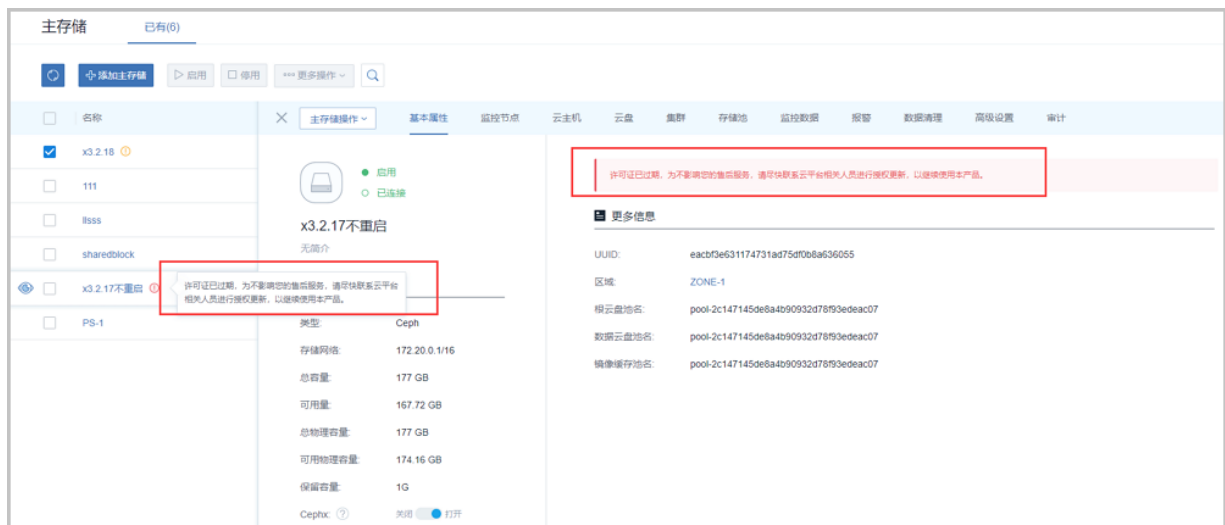 主存储
已有(6)
添加主存储
启用
停用
更多操作
名称
主存储操作
基本属性
监控节点
云主机
云盘
集群
存储池
监控数据
报警
数据清理
高级设置
审计
x3.2.18
111
llsss
sharedblock
x3.2.17不重启
PS-1
许可证已过期，为不影响您的售后服务，请尽快联系云平台
相关人员进行授权更新，以继续使用本产品。
启用
已连接
x3.2.17不重启
无简介
类型: Ceph
存储网络: 172.20.0.1/16
总容量: 177 GB
可用量: 167.72 GB
总物理容量: 177 GB
可用物理容量: 174.16 GB
保留容量: 1G
Cephx: ? 关闭 打开
许可证已过期，为不影响您的售后服务，请尽快联系云平台相关人员进行授权更新，以继续使用本产品。
更多信息
UUID: eacbf3e631174731ad75df0b8a636055
区域: ZONE-1
根云盘池名: pool-2c147145de8a4b90932d78f93edeac07
数据云盘池名: pool-2c147145de8a4b90932d78f93edeac07
镜像缓存池名: pool-2c147145de8a4b90932d78f93edeac07